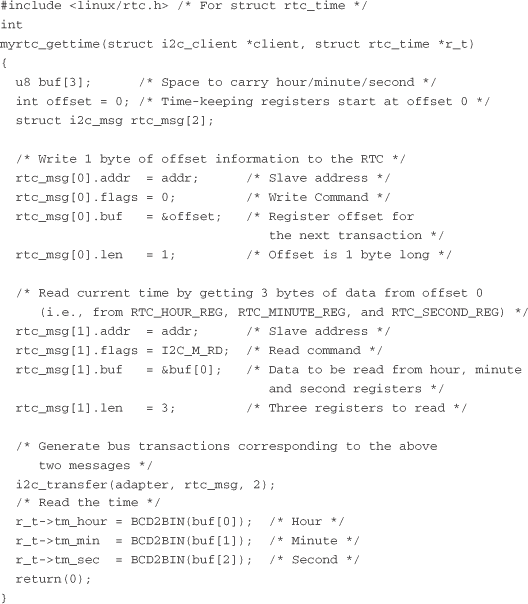 #include <linux/rtc.h> /* For struct rtc_time */
int
myrtc_gettime(struct i2c_client *client, struct rtc_time *r_t)
{
  u8 buf[3];      /* Space to carry hour/minute/second */
  int offset = 0; /* Time-keeping registers start at offset 0 */
  struct i2c_msg rtc_msg[2];

  /* Write 1 byte of offset information to the RTC */
  rtc_msg[0].addr  = addr;      /* Slave address */
  rtc_msg[0].flags = 0;         /* Write Command */
  rtc_msg[0].buf   = &offset;   /* Register offset for
                                   the next transaction */
  rtc_msg[0].len   = 1;         /* Offset is 1 byte long */

  /* Read current time by getting 3 bytes of data from offset 0
     (i.e., from RTC_HOUR_REG, RTC_MINUTE_REG, and RTC_SECOND_REG) */
  rtc_msg[1].addr  = addr;      /* Slave address */
  rtc_msg[1].flags = I2C_M_RD;  /* Read command */
  rtc_msg[1].buf   = &buf[0];   /* Data to be read from hour, minute
                                   and second registers */
  rtc_msg[1].len   = 3;         /* Three registers to read */

  /* Generate bus transactions corresponding to the above
     two messages */
  i2c_transfer(adapter, rtc_msg, 2);
  /* Read the time */
  r_t->tm_hour = BCD2BIN(buf[0]);  /* Hour */
  r_t->tm_min  = BCD2BIN(buf[1]);  /* Minute */
  r_t->tm_sec  = BCD2BIN(buf[2]);  /* Second */
  return(0);
}